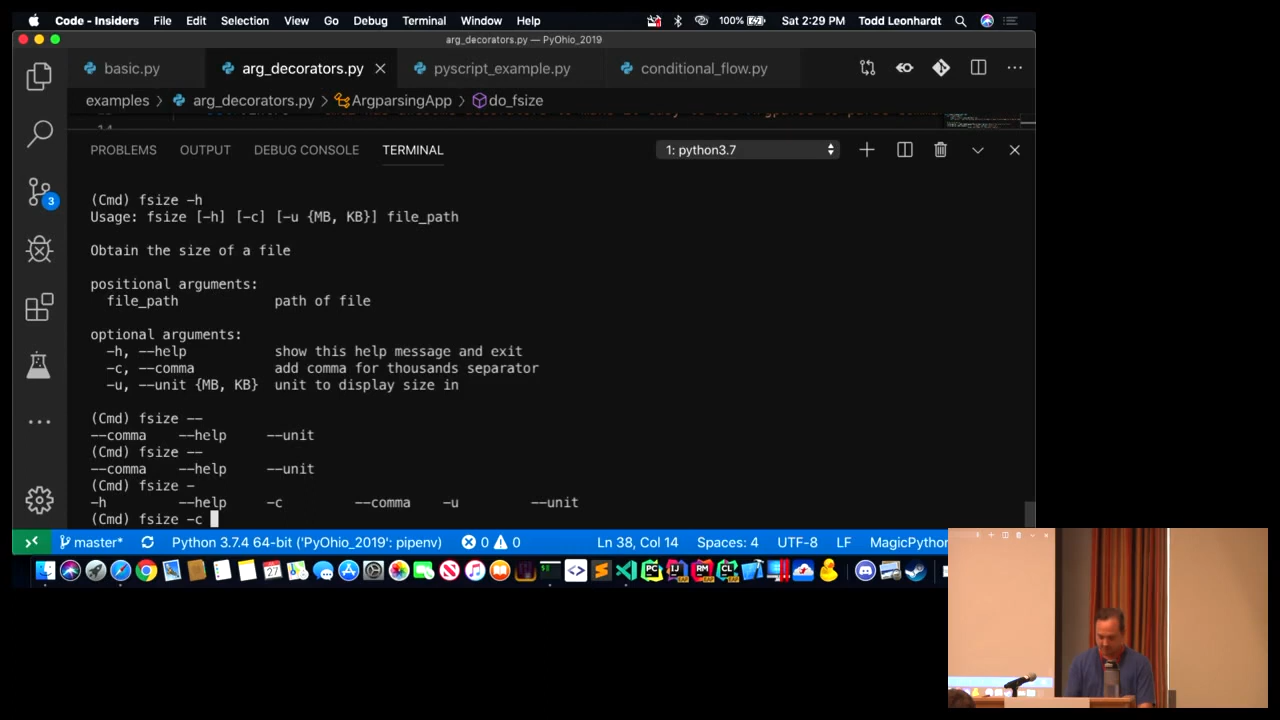 Code - Insiders File Edit Selection View Go Debug Terminal Window Help 100% Sat 2:29 PM Todd Leonhardt
arg_decorators.py — PyOhio_2019
basic.py arg_decorators.py pyscript_example.py conditional_flow.py
examples > arg_decorators.py > ArgparsingApp > do_fsize
14
PROBLEMS OUTPUT DEBUG CONSOLE TERMINAL 1: python3.7
(Cmd) fsize -h
Usage: fsize [-h] [-c] [-u {MB, KB}] file_path
3
Obtain the size of a file
positional arguments:
file_path path of file
optional arguments:
-h, --help show this help message and exit
-c, --comma add comma for thousands separator
-u, --unit {MB, KB} unit to display size in
(Cmd) fsize --
--comma --help --unit
(Cmd) fsize --
--comma --help --unit
(Cmd) fsize -
-h --help -c --comma -u --unit
(Cmd) fsize -c
master* Python 3.7.4 64-bit ('PyOhio_2019': pipenv) 0 0 Ln 38, Col 14 Spaces: 4 UTF-8 LF MagicPython